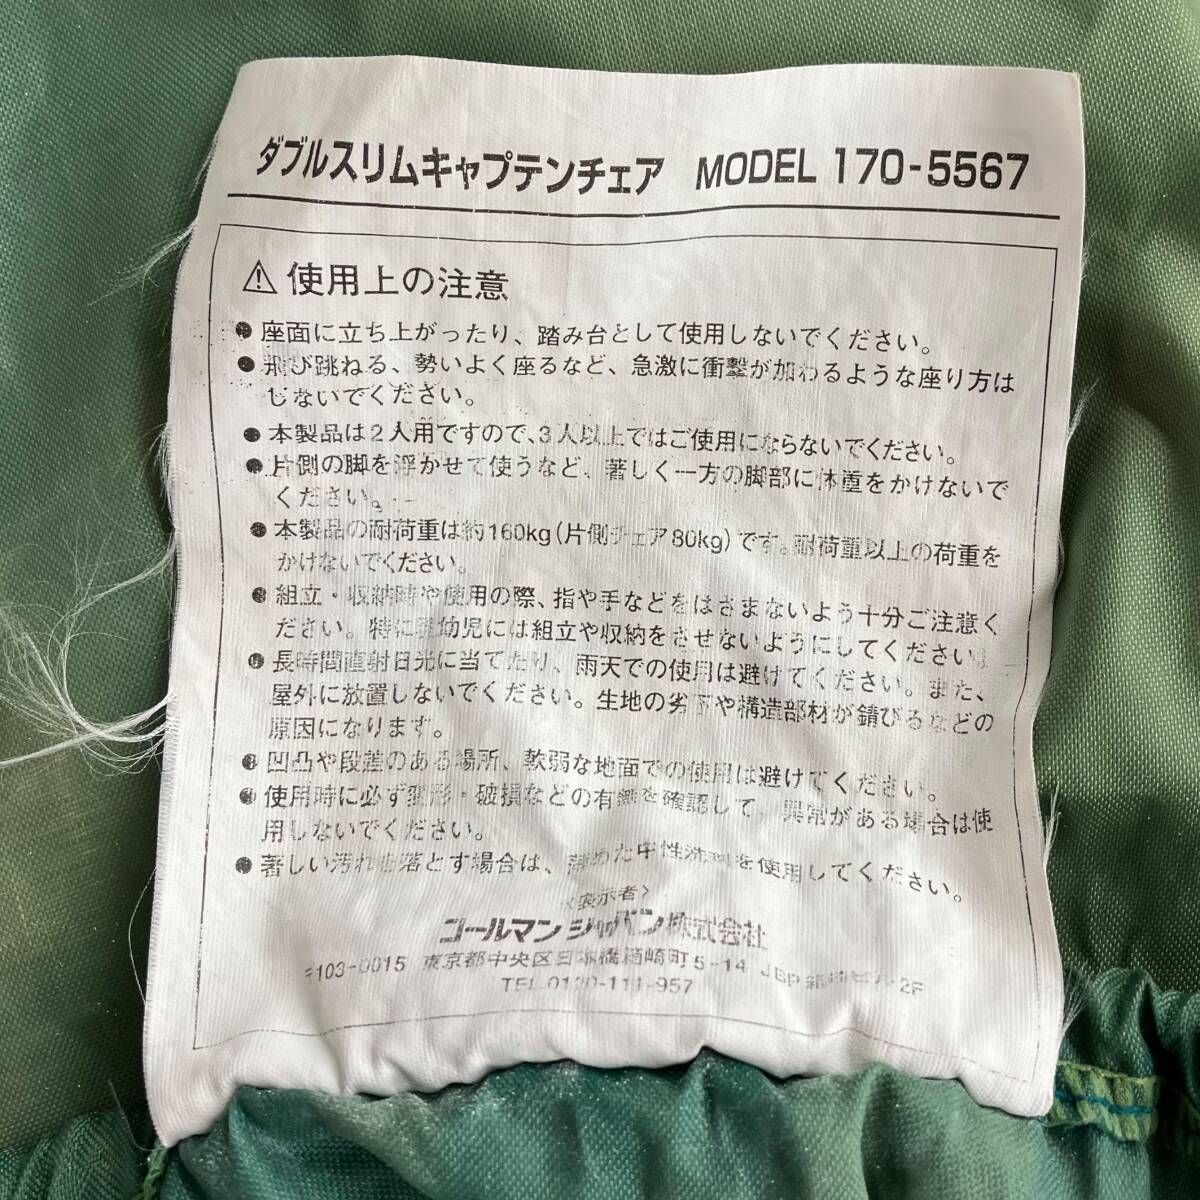 ダブルスリムキャプテンチェア MODEL 170-5567
⚠ 使用上の注意
● 座面に立ち上がったり、踏み台として使用しないでください。
● 飛び跳ねる、勢いよく座るなど、急激に衝撃が加わるような座り方は
しないでください。
● 本製品は2人用ですので、3人以上ではご使用にならないでください。
● 片側の脚を浮かせて使うなど、著しく一方の脚部に体重をかけないで
ください。
● 本製品の耐荷重は約160kg(片側チェア80kg)です。耐荷重以上の荷重を
かけないでください。
● 組立・収納時や使用の際、指や手などをはさまないよう十分ご注意く
ださい。特に乳幼児には組立や収納をさせないようにしてください。
● 長時間直射日光に当てたり、雨天での使用は避けてください。また、
屋外に放置しないでください。生地の劣下や構造部材が錆びるなどの
原因になります。
● 凹凸や段差のある場所、軟弱な地面での使用は避けてください。
● 使用時に必ず変形・破損などの有無を確認して、異常がある場合は使
用しないでください。
● 著しい汚れを落とす場合は、薄めた中性洗剤を使用してください。
〈表示者〉
コールマン ジャパン株式会社
〒103-0015 東京都中央区日本橋箱崎町5-14 JBP箱崎ビル2F
TEL 0120-111-957